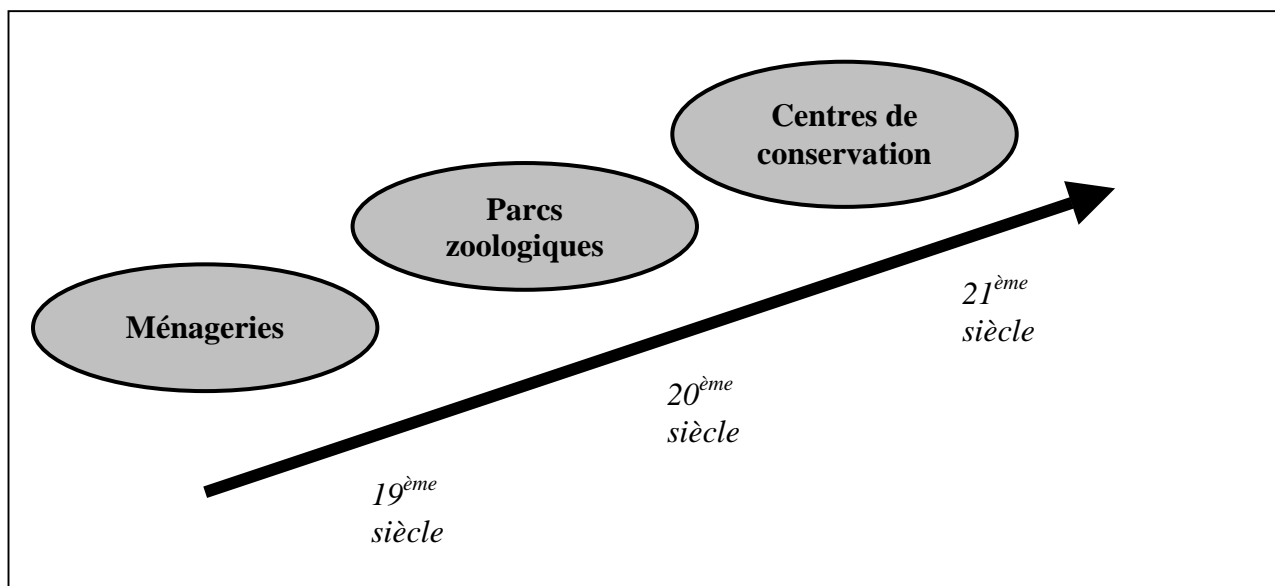 Centres de
conservation
Parcs
zoologiques
Ménageries
21ème
siècle
20ème
siècle
19ème
siècle